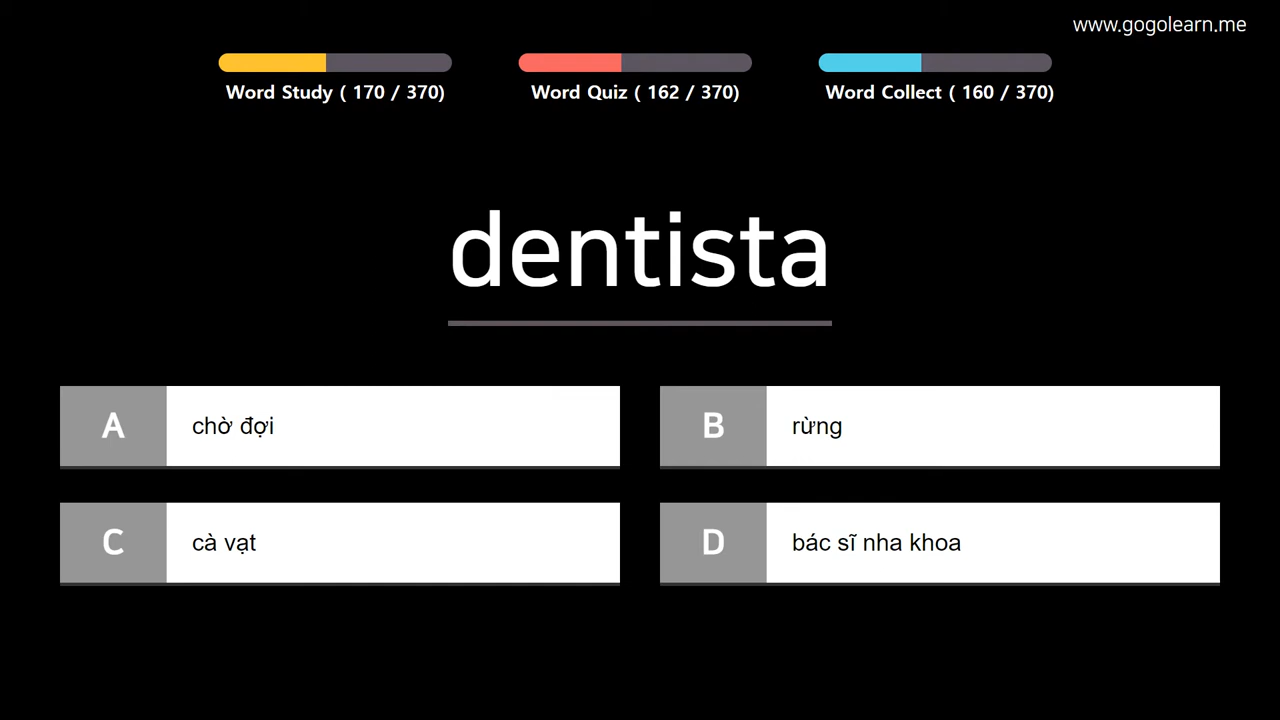 www.gogolearn.me
Word Study ( 170 / 370)
Word Quiz ( 162 / 370)
Word Collect ( 160 / 370)
dentista
A chờ đợi
B rừng
C cà vạt
D bác sĩ nha khoa